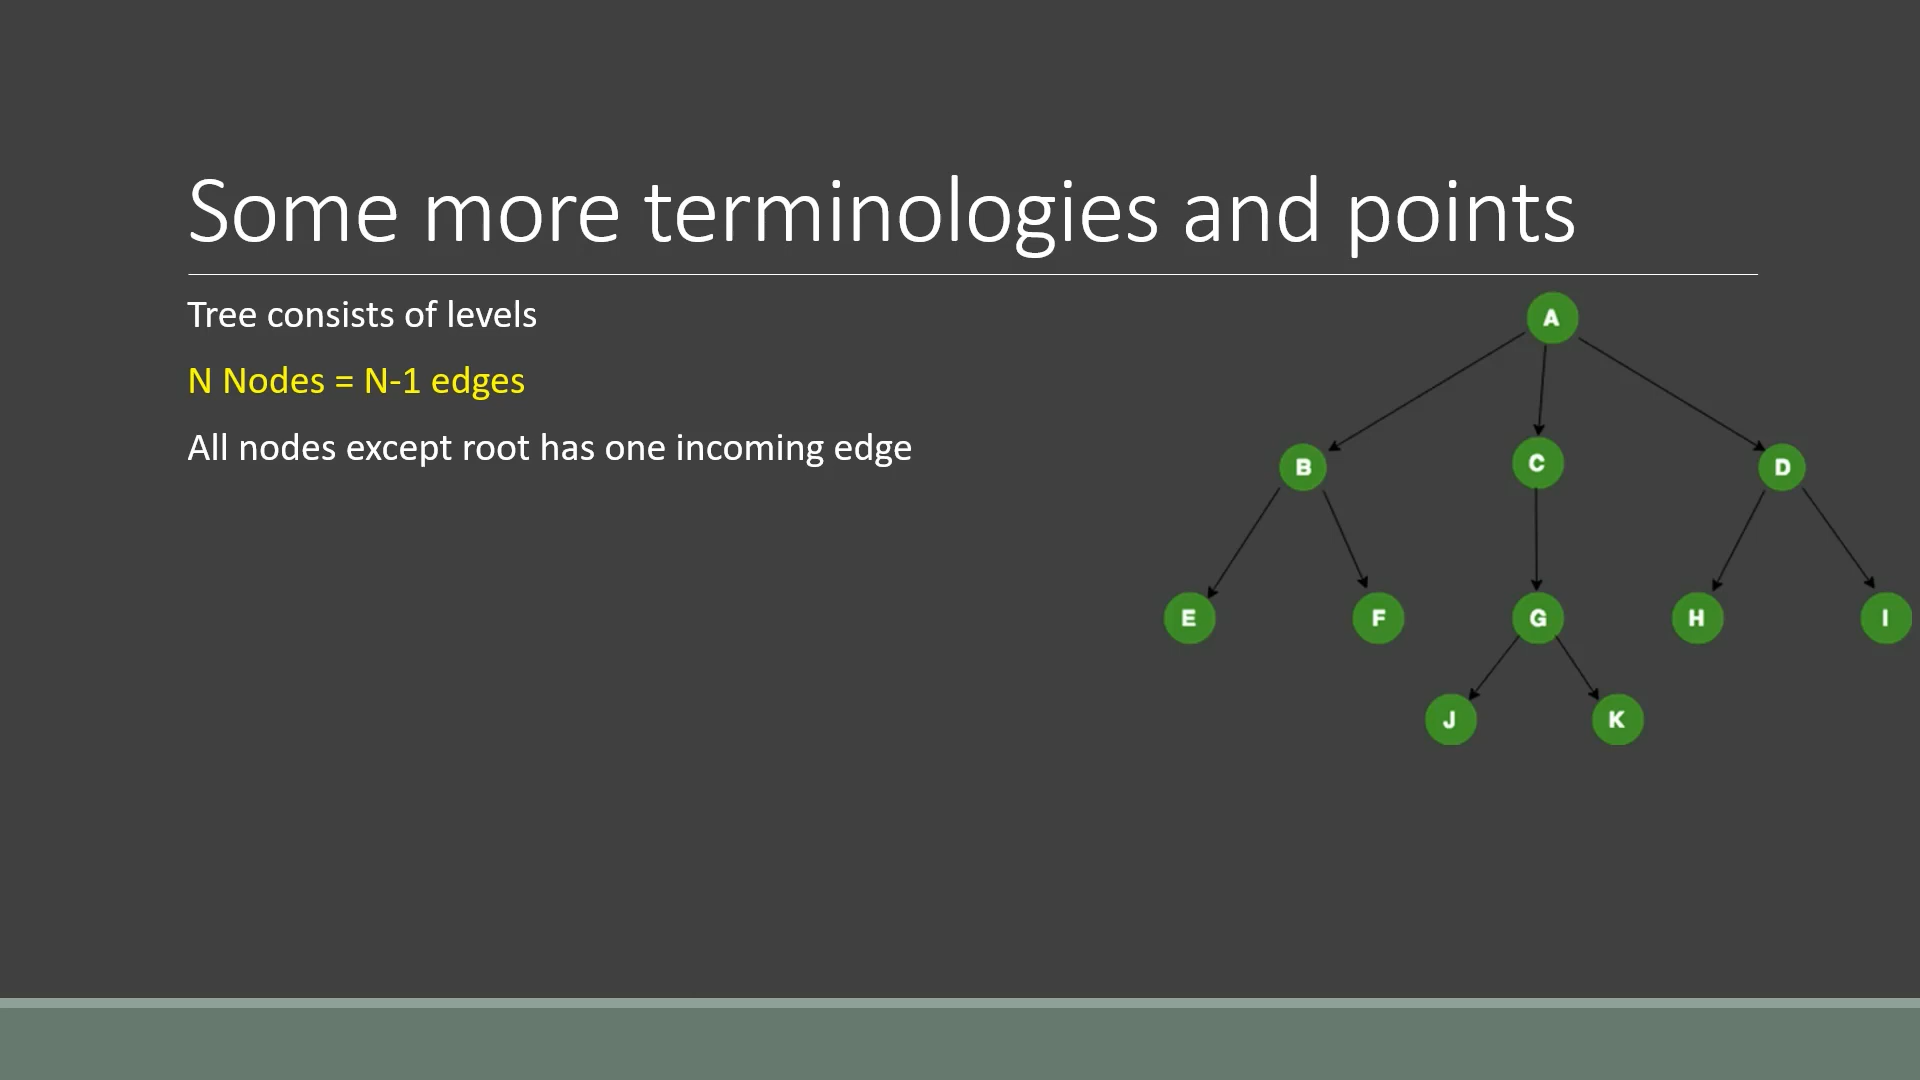 Some more terminologies and points
Tree consists of levels
N Nodes = N-1 edges
All nodes except root has one incoming edge
A
B
C
D
E
F
G
H
I
J
K